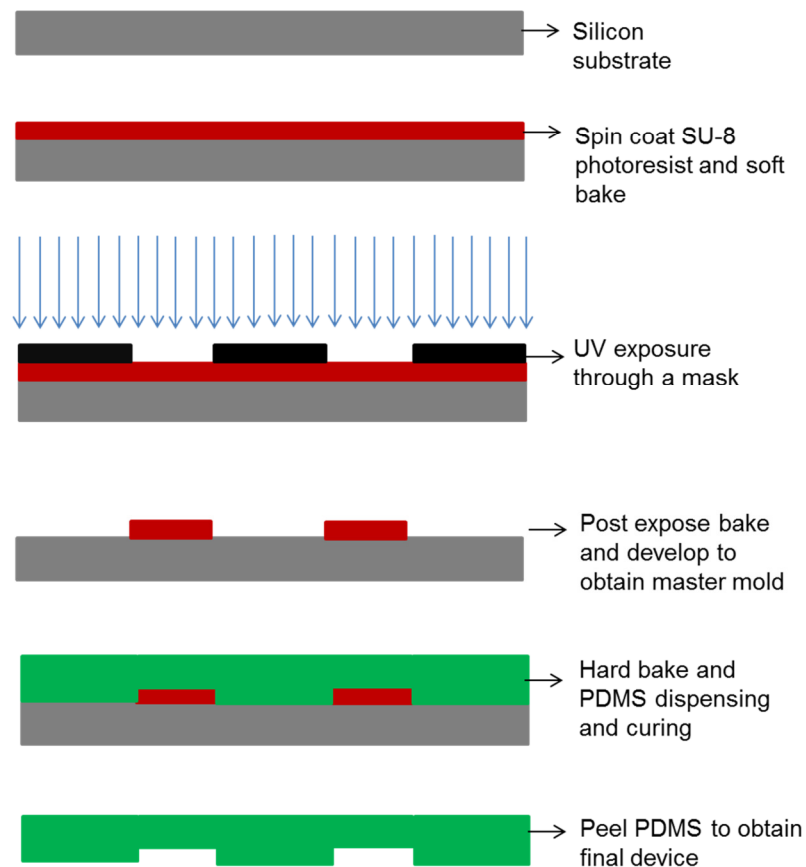 Silicon
substrate
Spin coat SU-8
photoresist and soft
bake
UV exposure
through a mask
Post expose bake
and develop to
obtain master mold
Hard bake and
PDMS dispensing
and curing
Peel PDMS to obtain
final device